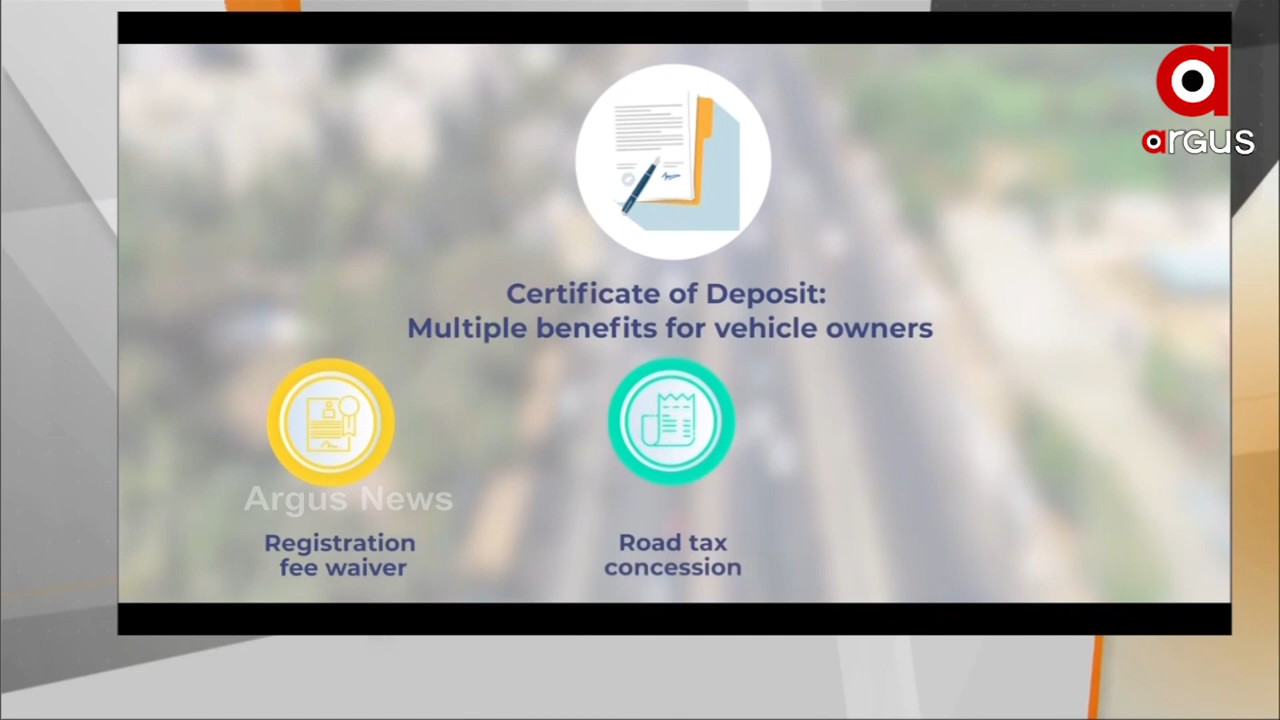 argus
Certificate of Deposit:
Multiple benefits for vehicle owners
Argus News
Registration
fee waiver
Road tax
concession